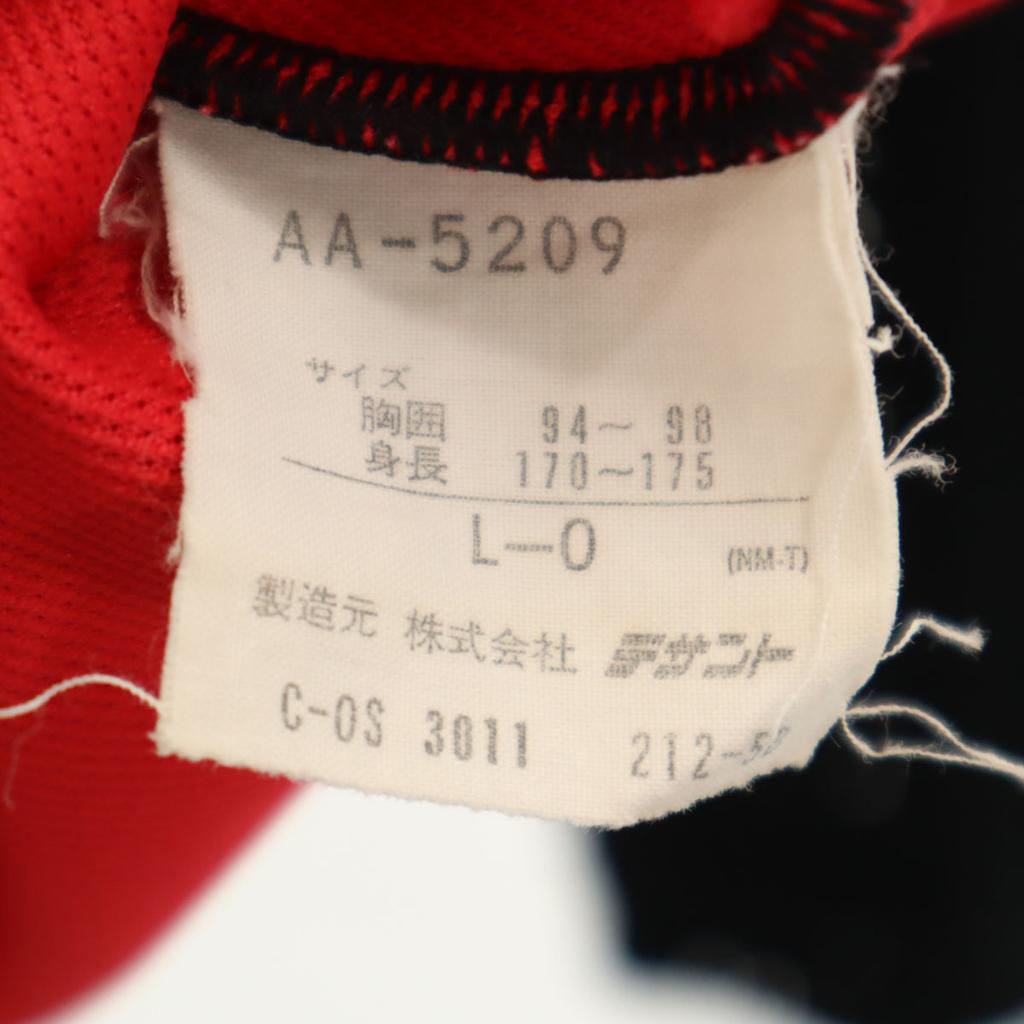 AA-5209
サイズ
胸囲 94〜 98
身長 170〜175
L—O (NM-T)
製造元 株式会社 デサント
C-OS 3011 212-5